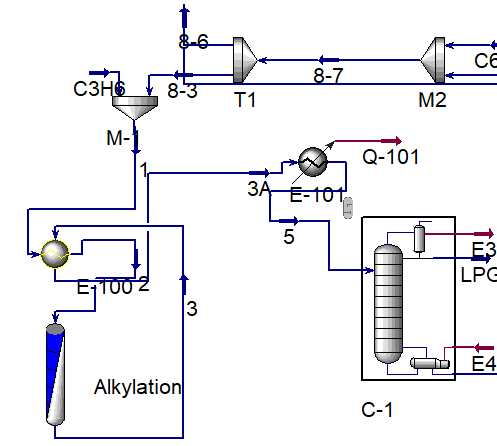 8-6
C6
C3H6
8-3
8-7
T1
M2
M-1
1
Q-101
3A
E-101
5
E3
LPG
E-100
2
3
E4
Alkylation
C-1